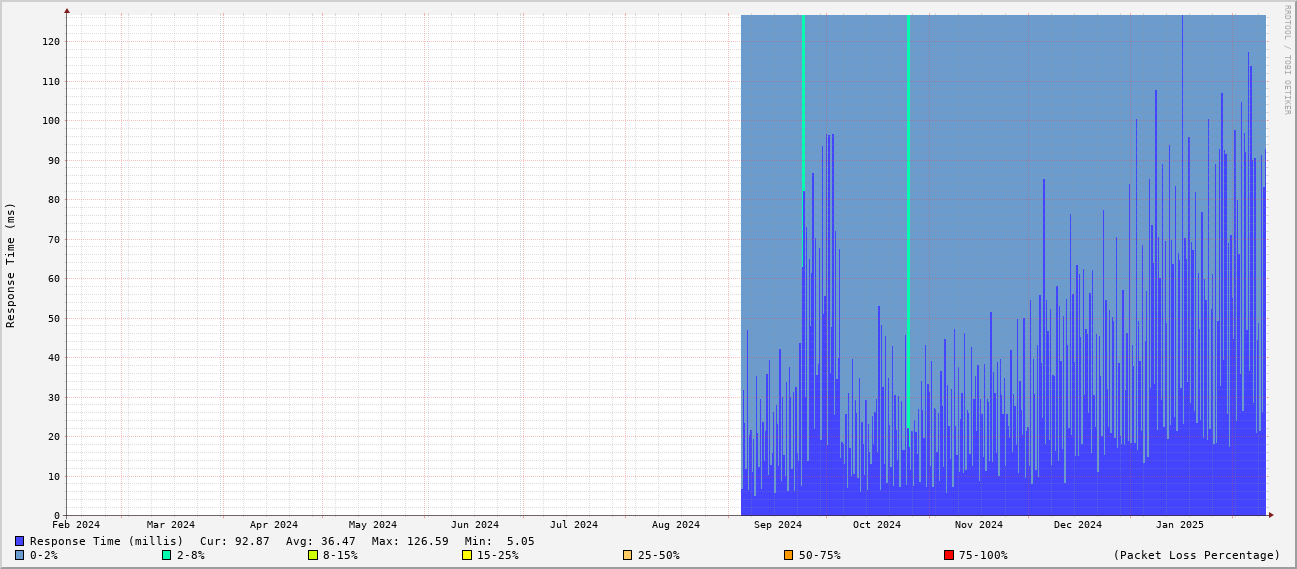 RRDTOOL / TOBI OETIKER
Response Time (ms)
120
110
100
90
80
70
60
50
40
30
20
10
0
Feb 2024 Mar 2024 Apr 2024 May 2024 Jun 2024 Jul 2024 Aug 2024 Sep 2024 Oct 2024 Nov 2024 Dec 2024 Jan 2025
Response Time (millis) Cur: 92.87 Avg: 36.47 Max: 126.59 Min: 5.05
0-2% 2-8% 8-15% 15-25% 25-50% 50-75% 75-100% (Packet Loss Percentage)